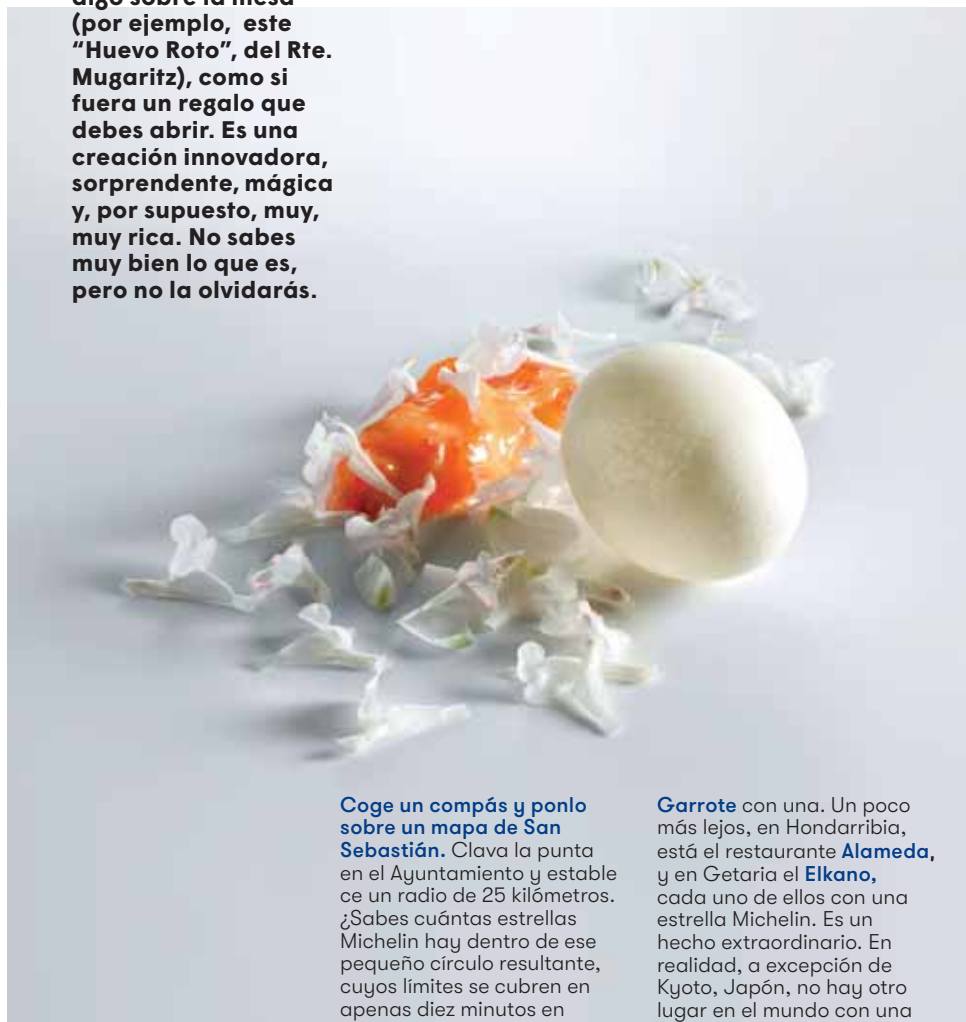 algo sobre la mesa
(por ejemplo, este
“Huevo Roto”, del Rte.
Mugaritz), como si
fuera un regalo que
debes abrir. Es una
creación innovadora,
sorprendente, mágica
y, por supuesto, muy,
muy rica. No sabes
muy bien lo que es,
pero no la olvidarás.
Coge un compás y ponlo
sobre un mapa de San
Sebastián. Clava la punta
en el Ayuntamiento y estable
ce un radio de 25 kilómetros.
¿Sabes cuántas estrellas
Michelin hay dentro de ese
pequeño círculo resultante,
cuyos límites se cubren en
apenas diez minutos en
Garrote con una. Un poco
más lejos, en Hondarribia,
está el restaurante Alameda,
y en Getaria el Elkano,
cada uno de ellos con una
estrella Michelin. Es un
hecho extraordinario. En
realidad, a excepción de
Kyoto, Japón, no hay otro
lugar en el mundo con una